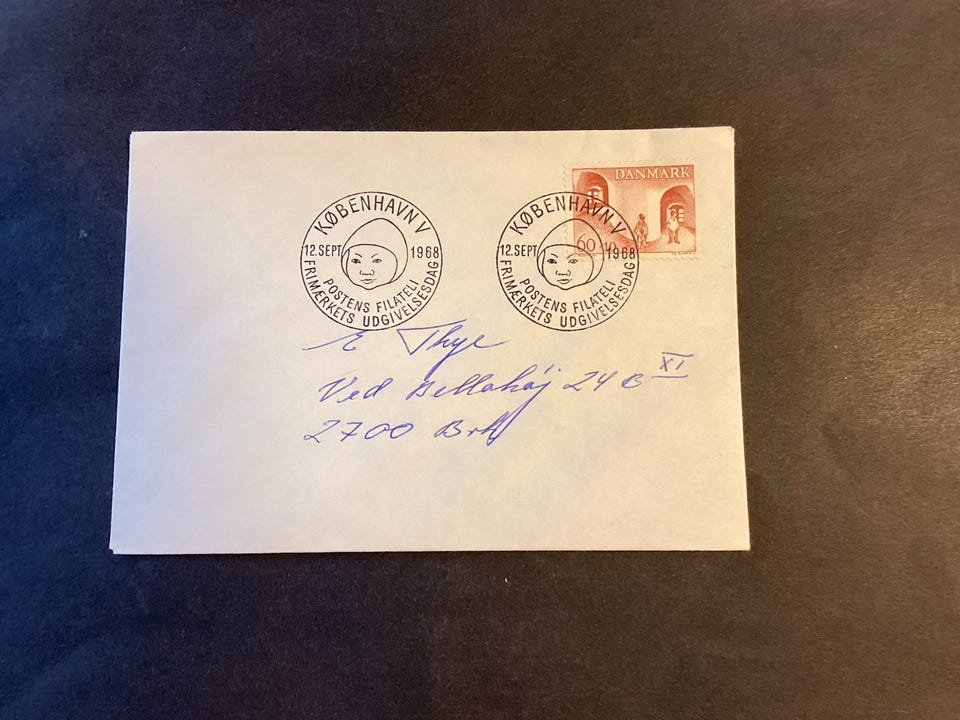 KØBENHAVN V
12. SEPT. 1968
POSTENS FILATELI
FRIMÆRKETS UDGIVELSESDAG
KØBENHAVN V
12. SEPT. 1968
POSTENS FILATELI
FRIMÆRKETS UDGIVELSESDAG
DANMARK
60+10
E Thye
Ved Bellahøj 24 B XI
2700 Brh